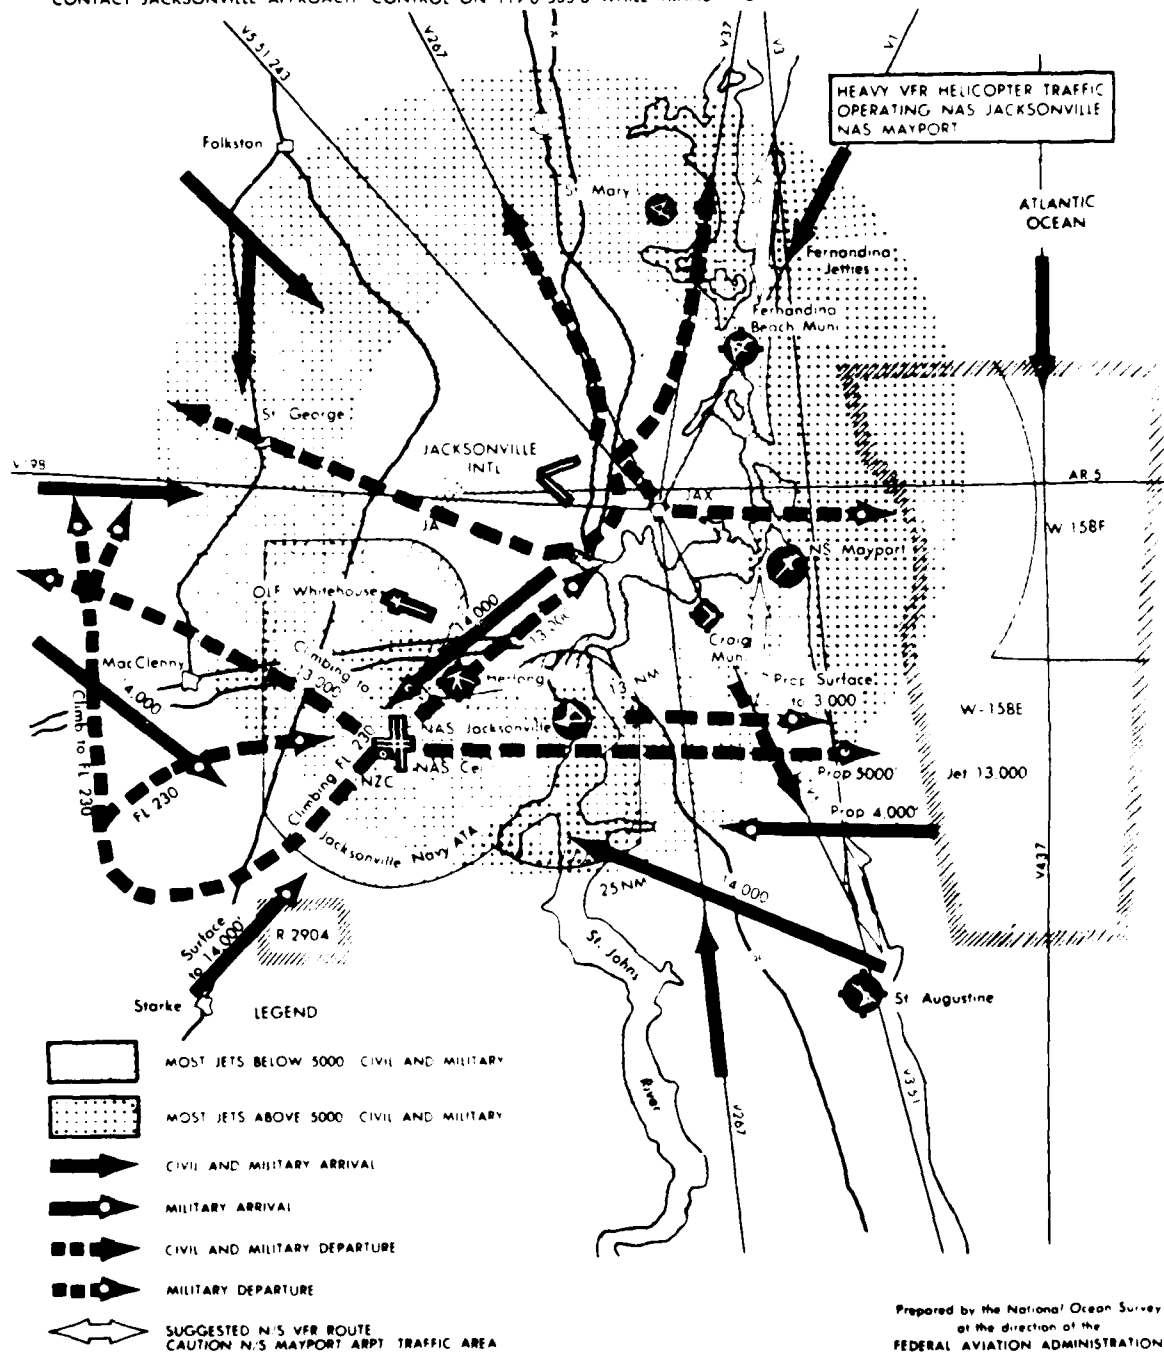 CONTACT JACKSONVILLE APPROACH CONTROL ON
V5 51 243
V267
V37
V3
V1
HEAVY VFR HELICOPTER TRAFFIC
OPERATING NAS JACKSONVILLE
NAS MAYPORT
Folkston
St Mary
ATLANTIC
OCEAN
Fernandina
Jetties
Fernandina
Beach Muni
St. George
JACKSONVILLE
INTL
JAX
AR 5
JA
W 158F
NS Mayport
OLF Whitehouse
14,000
13,000
Craig
Muni
MacClenny
Climbing to
13,000
Herlong
13 NM
Prop Surface
to 3,000
4,000
Climb to FL 230
W-158E
NAS Jacksonville
NAS Cecil
NZC
FL 230
Climbing FL 230
Prop 5000'
Jet 13,000
Prop 4,000'
Jacksonville Navy ATA
25 NM
14,000
V437
Surface
to 14,000'
R 2904
St. Johns
River
Starke
St Augustine
V3-51
V267
LEGEND
MOST JETS BELOW 5000 CIVIL AND MILITARY
MOST JETS ABOVE 5000 CIVIL AND MILITARY
CIVIL AND MILITARY ARRIVAL
MILITARY ARRIVAL
CIVIL AND MILITARY DEPARTURE
MILITARY DEPARTURE
SUGGESTED N/S VFR ROUTE
CAUTION N/S MAYPORT ARPT TRAFFIC AREA
Prepared by the National Ocean Survey
at the direction of the
FEDERAL AVIATION ADMINISTRATION